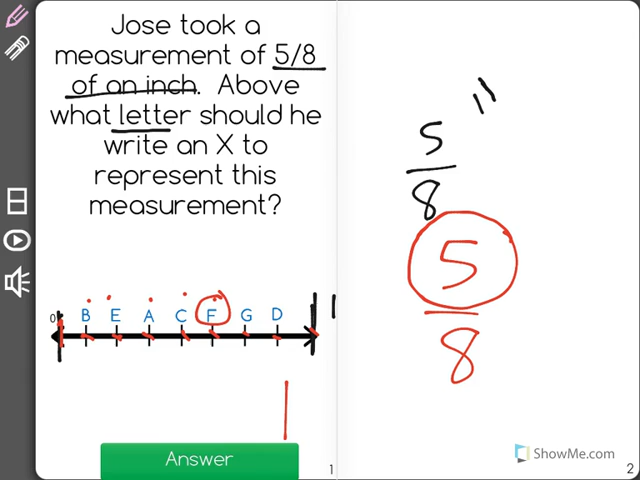 Jose took a
measurement of 5/8
of an inch. Above
what letter should he
write an X to
represent this
measurement?
0 B E A C F G D 1
Answer
1
5/8 "
5/8
ShowMe.com
2